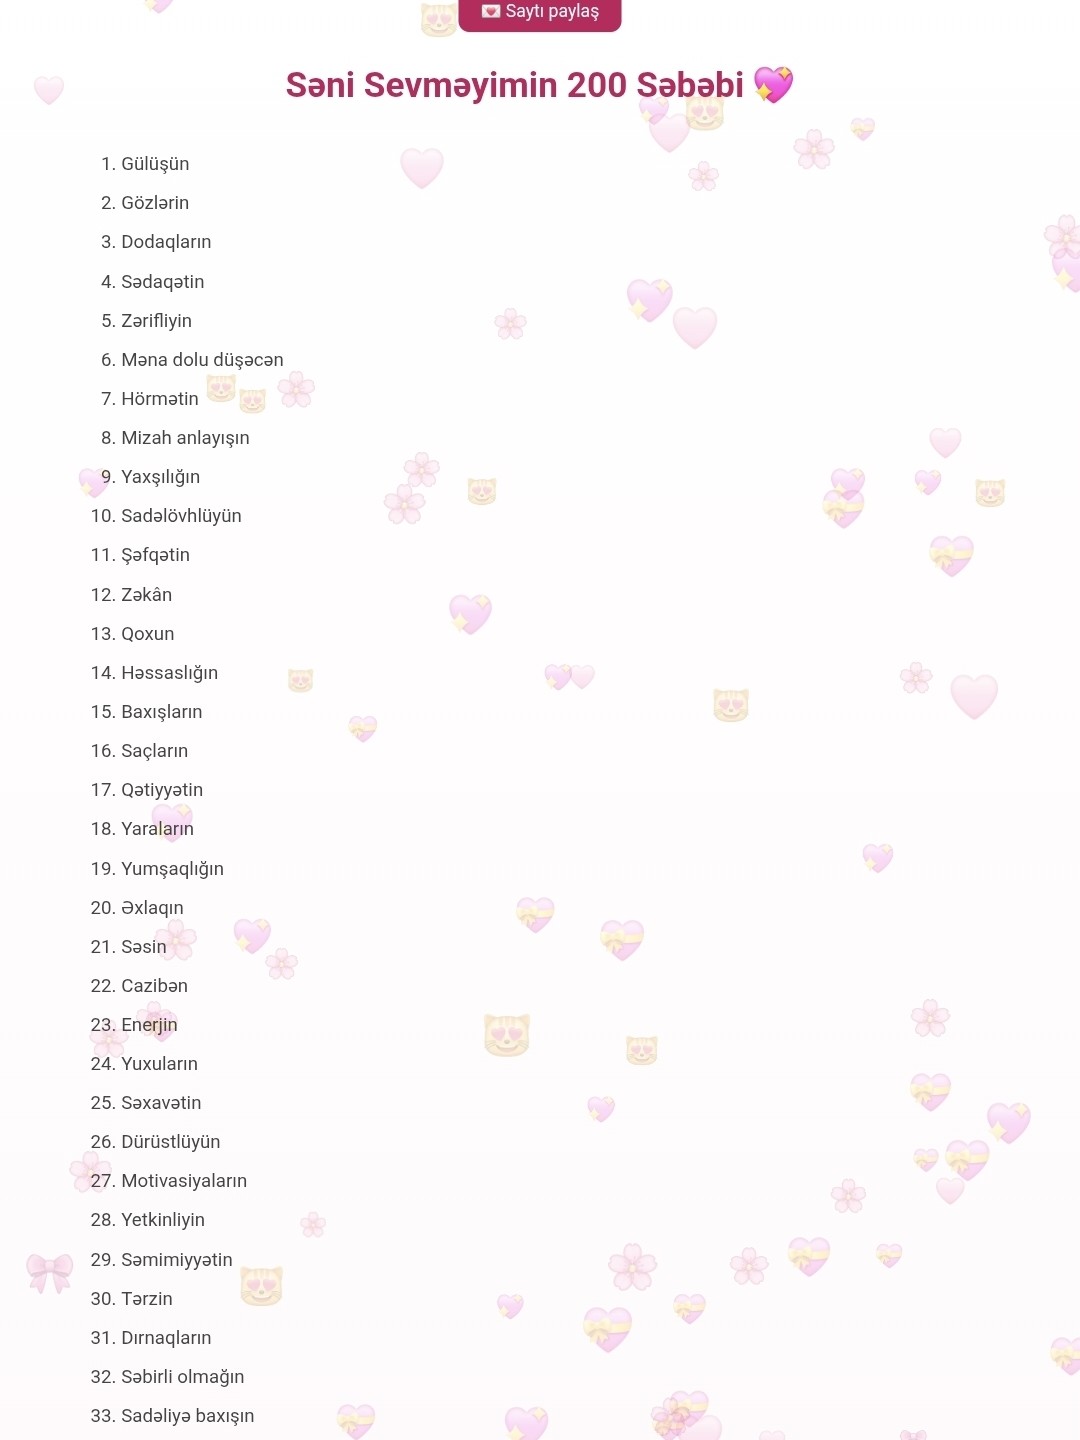 💌 Saytı paylaş
Səni Sevməyimin 200 Səbəbi 💖
1. Gülüşün
2. Gözlərin
3. Dodaqların
4. Sədaqətin
5. Zərifliyin
6. Məna dolu düşəcən
7. Hörmətin
8. Mizah anlayışın
9. Yaxşılığın
10. Sadəlövhlüyün
11. Şəfqətin
12. Zəkân
13. Qoxun
14. Həssaslığın
15. Baxışların
16. Saçların
17. Qətiyyətin
18. Yaraların
19. Yumşaqlığın
20. Əxlaqın
21. Səsin
22. Cazibən
23. Enerjin
24. Yuxuların
25. Səxavətin
26. Dürüstlüyün
27. Motivasiyaların
28. Yetkinliyin
29. Səmimiyyətin
30. Tərzin
31. Dırnaqların
32. Səbirli olmağın
33. Sadəliyə baxışın